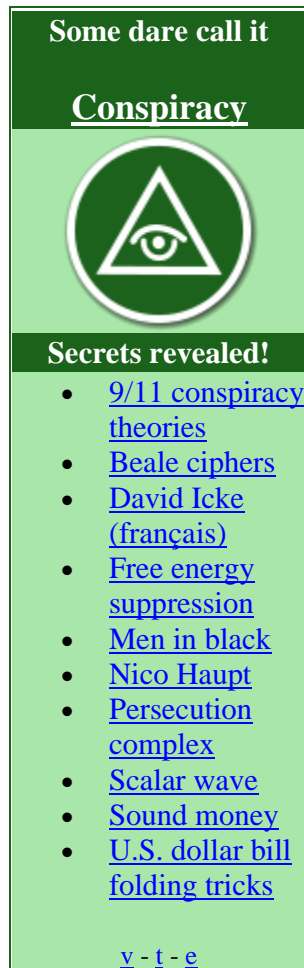 Some dare call it
Conspiracy
Secrets revealed!
• 9/11 conspiracy
theories
• Beale ciphers
• David Icke
(français)
• Free energy
suppression
• Men in black
• Nico Haupt
• Persecution
complex
• Scalar wave
• Sound money
• U.S. dollar bill
folding tricks
v - t - e